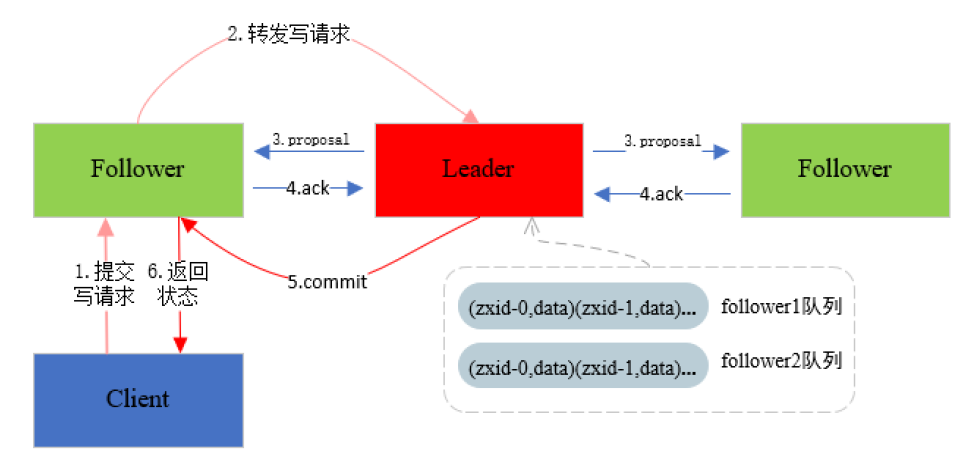 2.转发写请求
3.proposal
3.proposal
Follower
Leader
Follower
4.ack
4.ack
1.提交
写请求
6.返回
状态
5.commit
(zxid-0,data)(zxid-1,data)...
follower1队列
(zxid-0,data)(zxid-1,data)...
follower2队列
Client